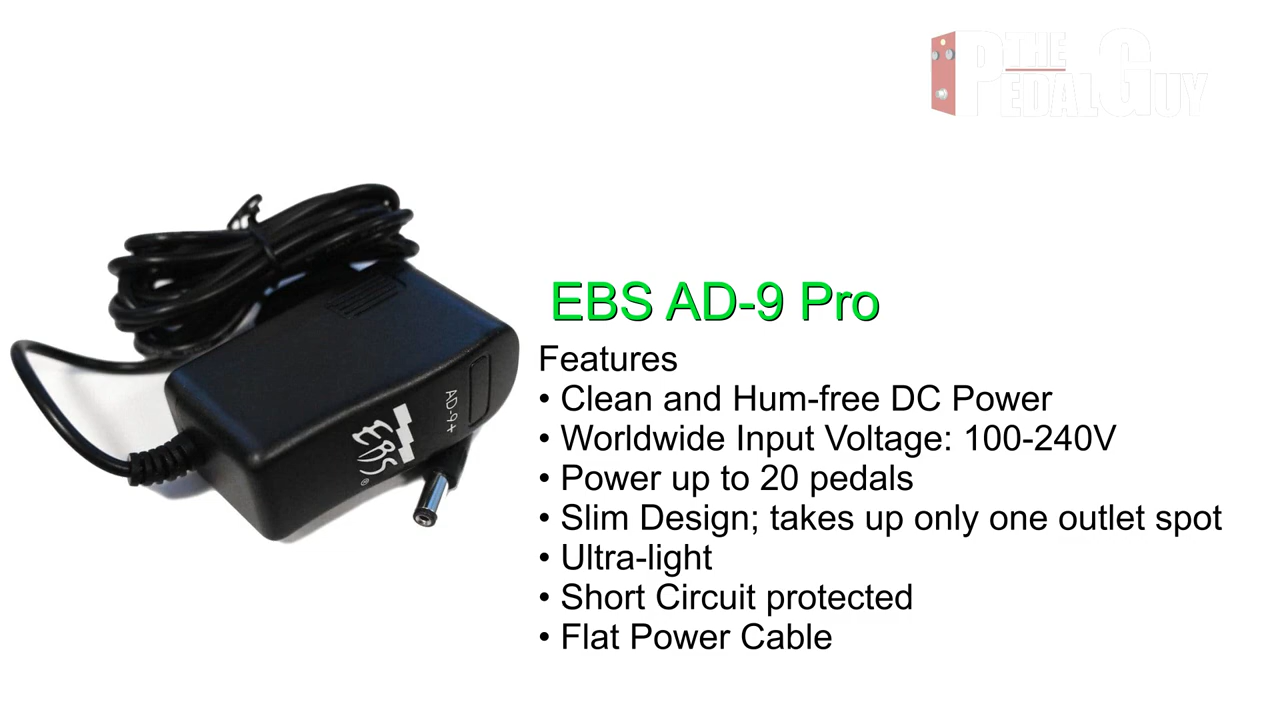 THE
PEDALGUY
EBS AD-9 Pro
Features
• Clean and Hum-free DC Power
• Worldwide Input Voltage: 100-240V
• Power up to 20 pedals
• Slim Design; takes up only one outlet spot
• Ultra-light
• Short Circuit protected
• Flat Power Cable
AD-9+
EBS®